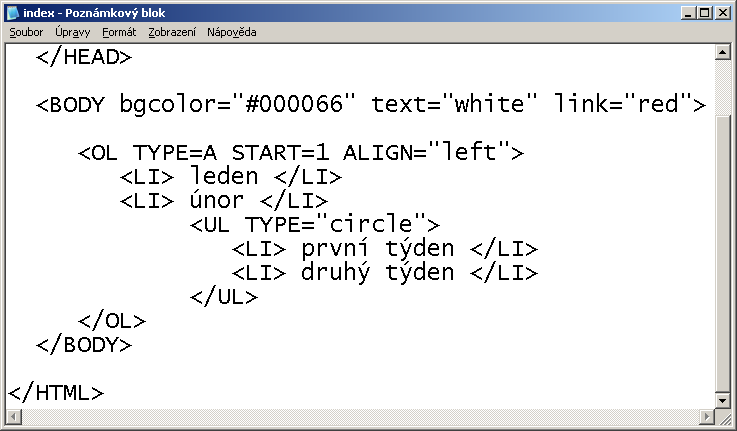 index - Poznámkový blok
Soubor Úpravy Formát Zobrazení Nápověda
</HEAD>
<BODY bgcolor="#000066" text="white" link="red">
<OL TYPE=A START=1 ALIGN="left">
<LI> leden </LI>
<LI> únor </LI>
<UL TYPE="circle">
<LI> první týden </LI>
<LI> druhý týden </LI>
</UL>
</OL>
</BODY>
</HTML>